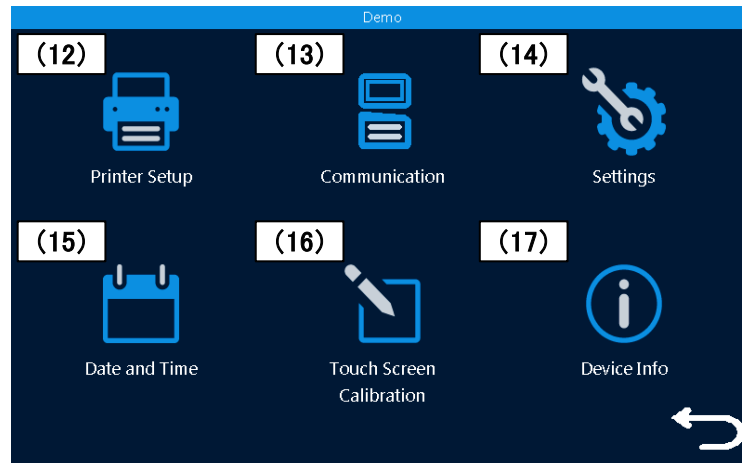 Demo
(12)
(13)
(14)
Printer Setup
Communication
Settings
(15)
(16)
(17)
Date and Time
Touch Screen
Calibration
Device Info